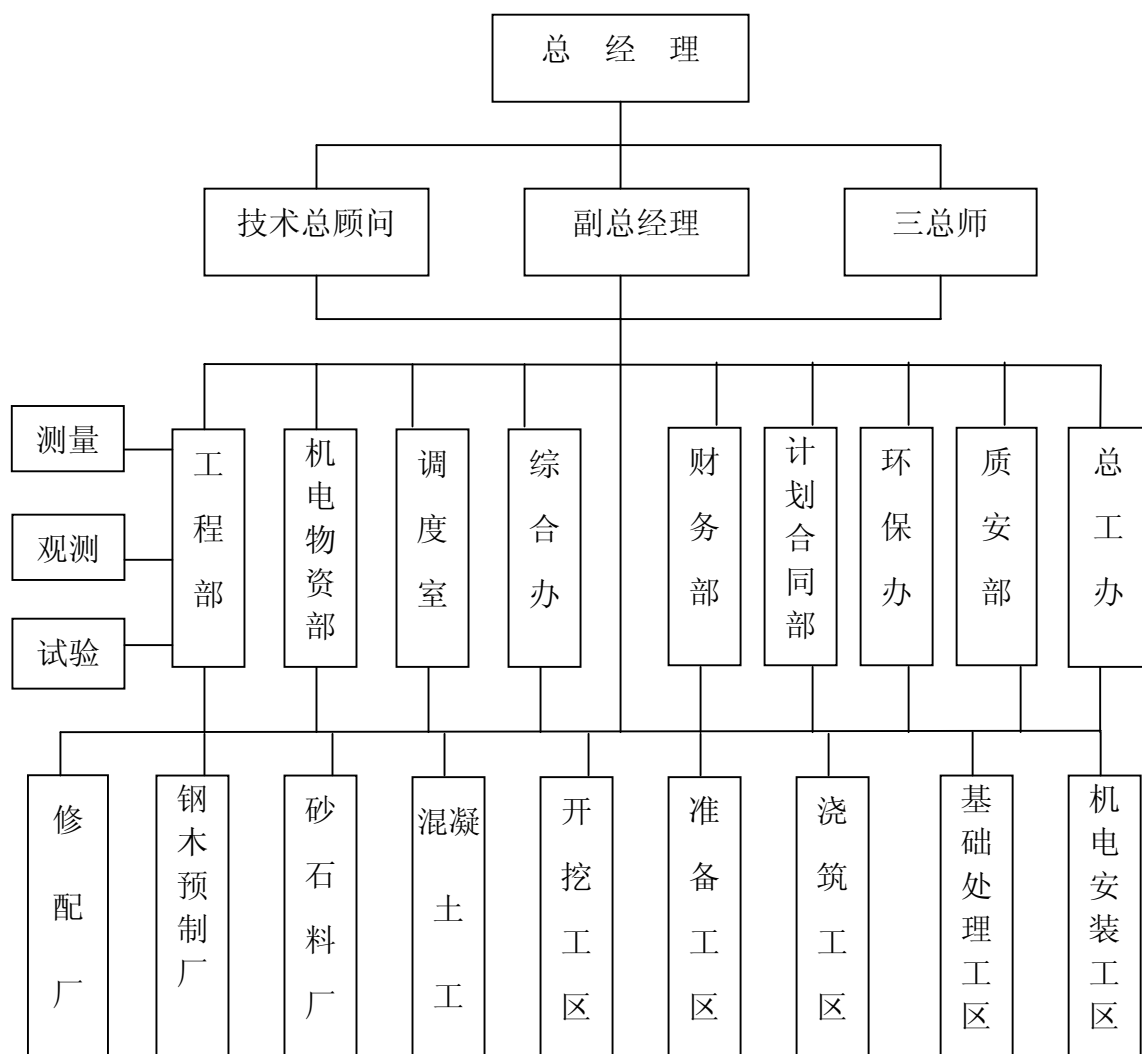 总 经 理
技术总顾问
副总经理
三总师
测量
观测
试验
工程部
机电物资部
调度室
综合办
财务部
计划合同部
环保办
质安部
总工办
修配厂
钢木预制厂
砂石料厂
混凝土工
开挖工区
准备工区
浇筑工区
基础处理工区
机电安装工区